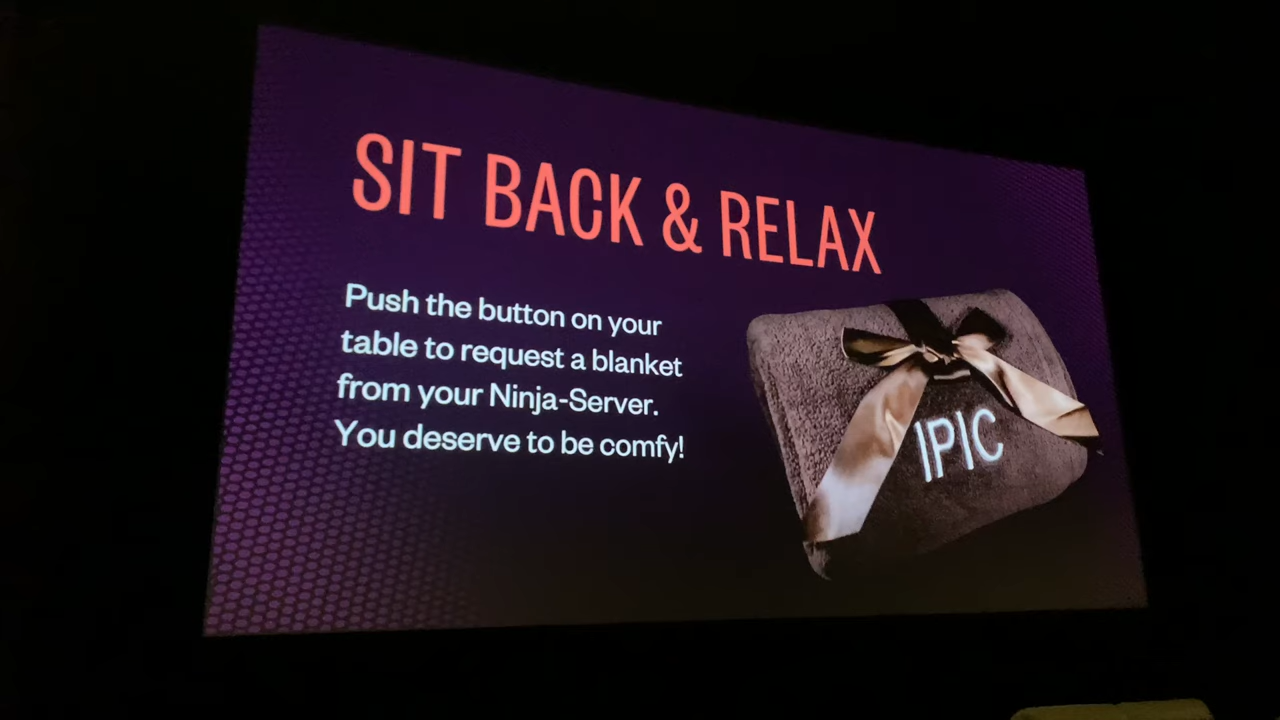 SIT BACK & RELAX
Push the button on your
table to request a blanket
from your Ninja-Server.
You deserve to be comfy!
IPIC